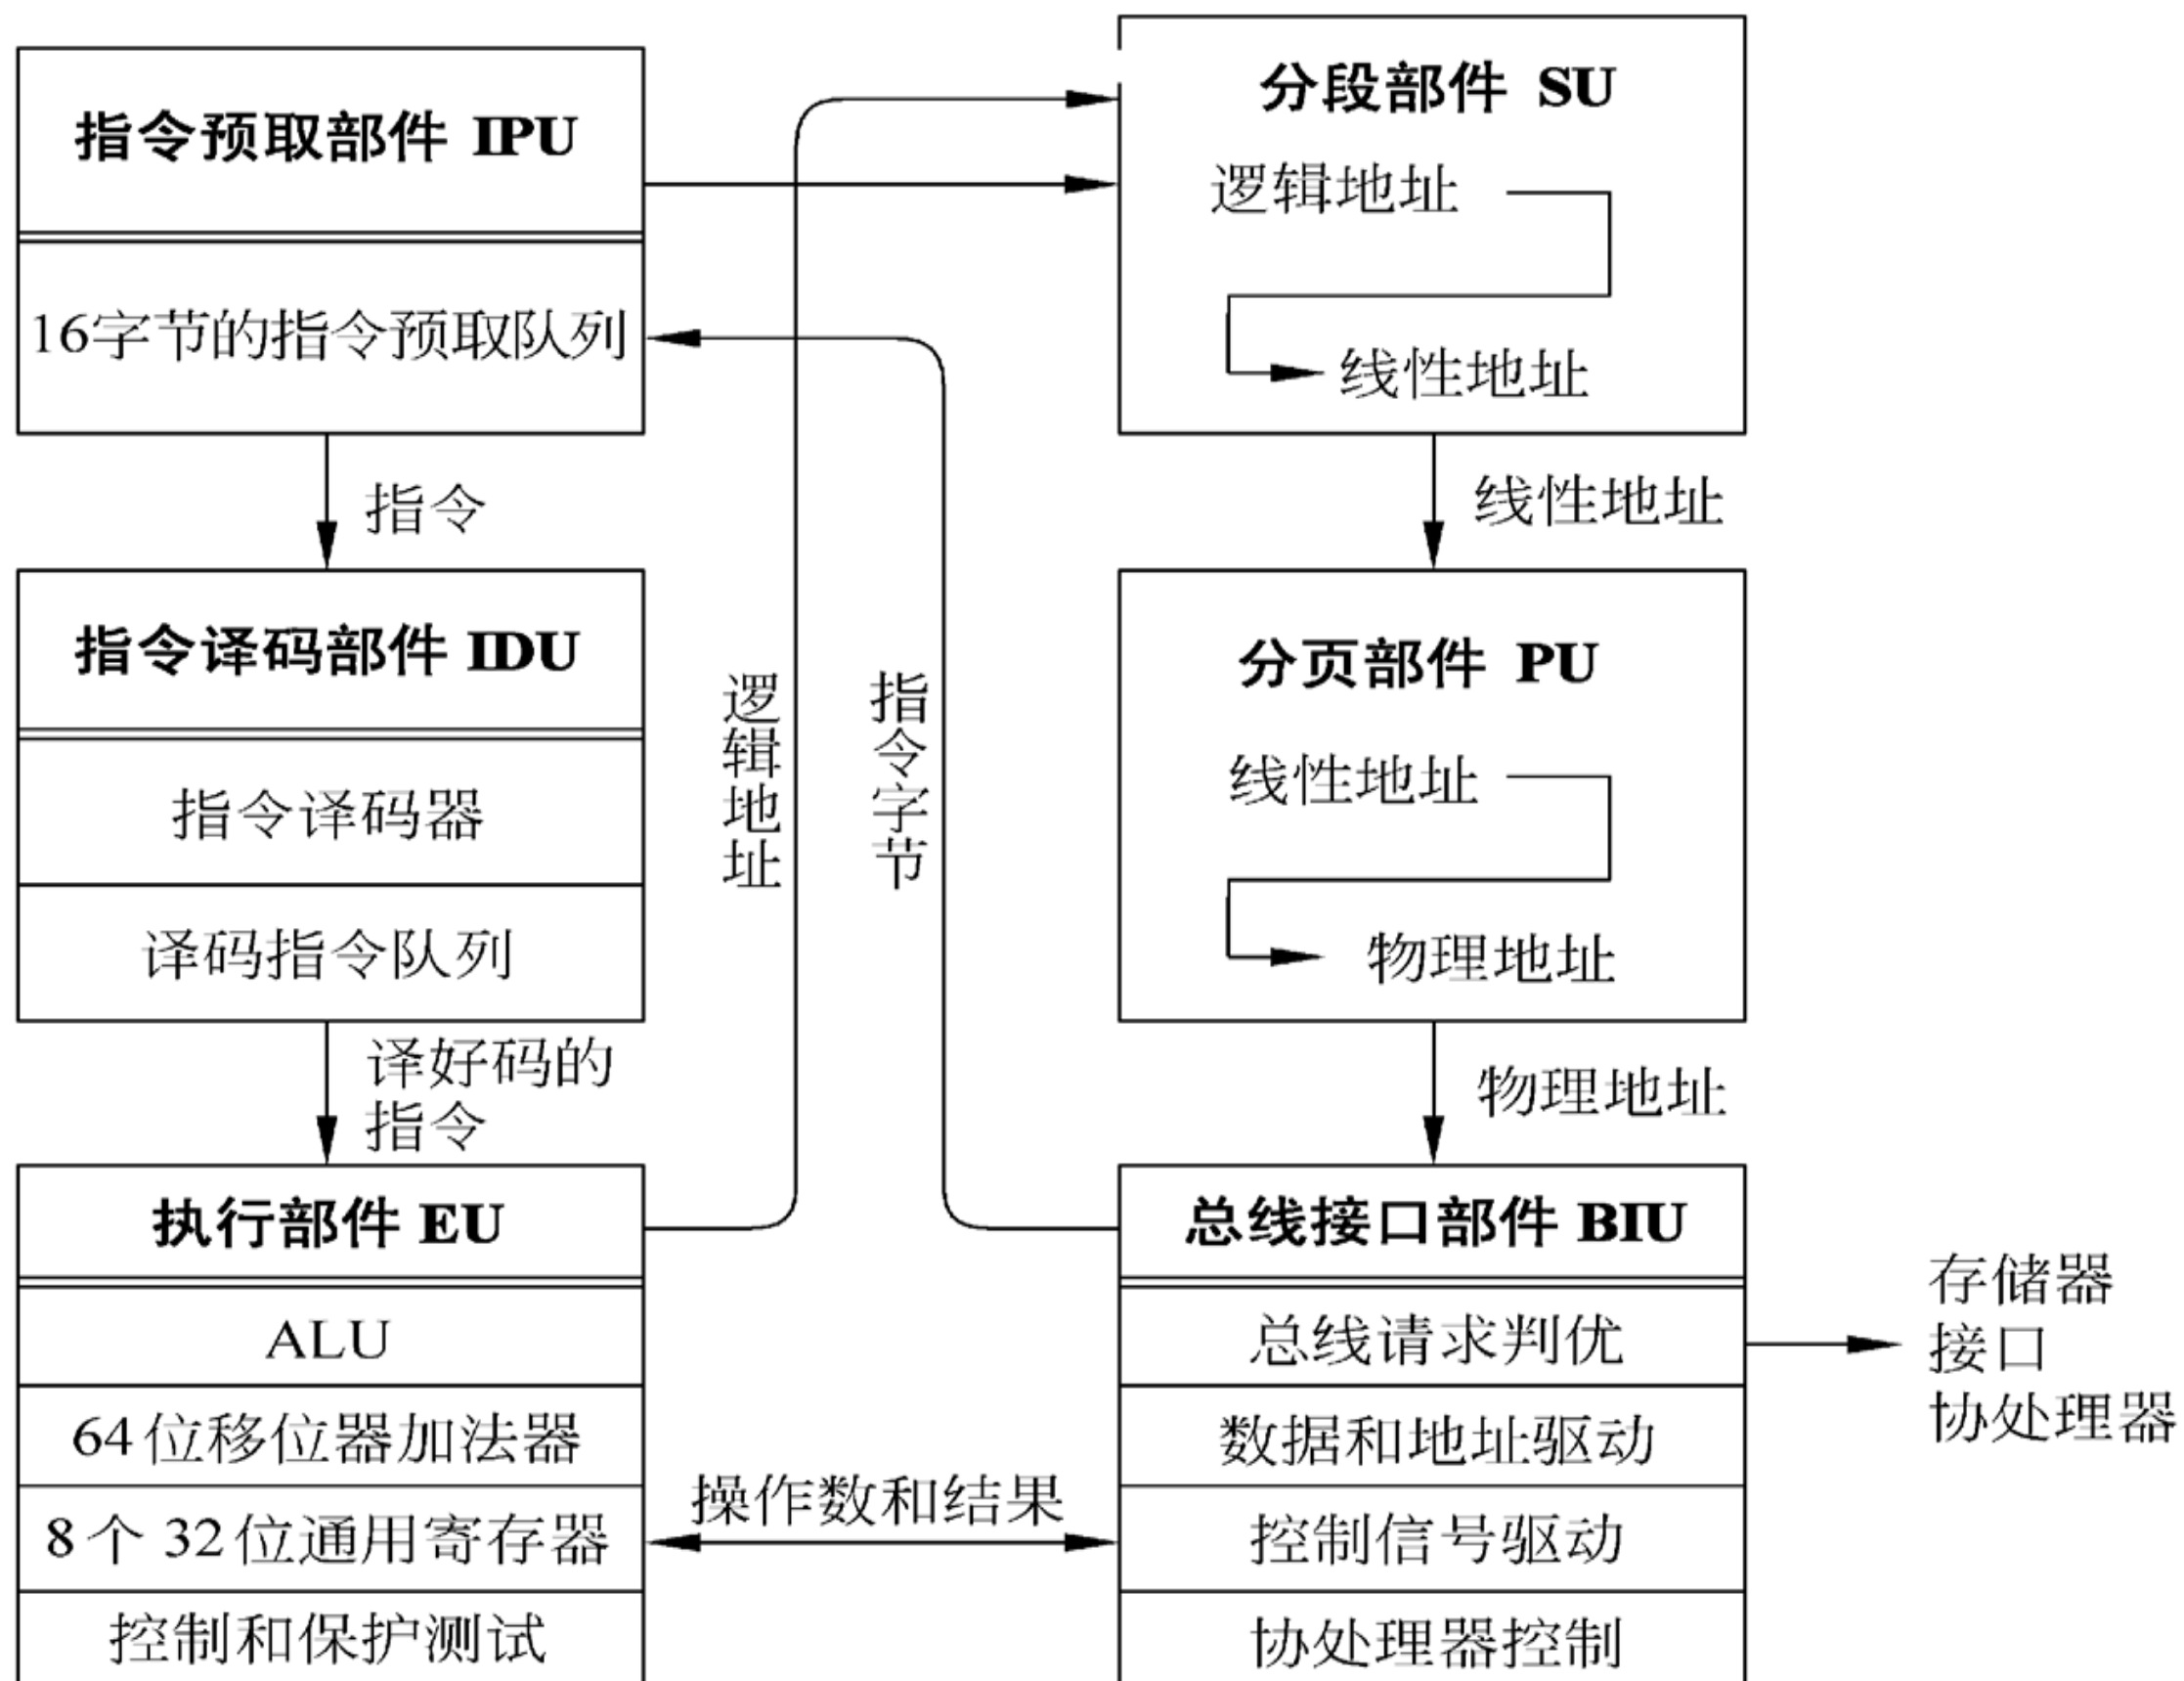 指令预取部件 IPU
16字节的指令预取队列
指令
指令译码部件 IDU
指令译码器
译码指令队列
译好码的
指令
执行部件 EU
ALU
64位移位器加法器
8个 32位通用寄存器
控制和保护测试
逻辑地址
指令字节
操作数和结果
分段部件 SU
逻辑地址
线性地址
线性地址
分页部件 PU
线性地址
物理地址
物理地址
总线接口部件 BIU
总线请求判优
数据和地址驱动
控制信号驱动
协处理器控制
存储器
接口
协处理器